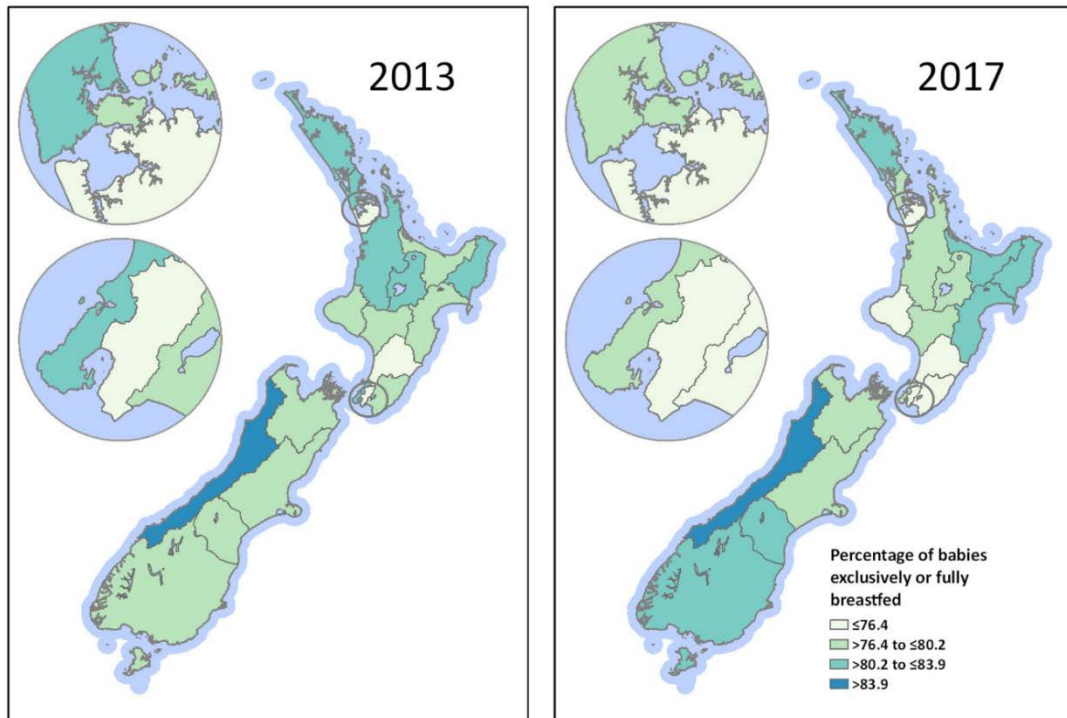 2013
2017
Percentage of babies
exclusively or fully
breastfed
≤76.4
>76.4 to ≤80.2
>80.2 to ≤83.9
>83.9